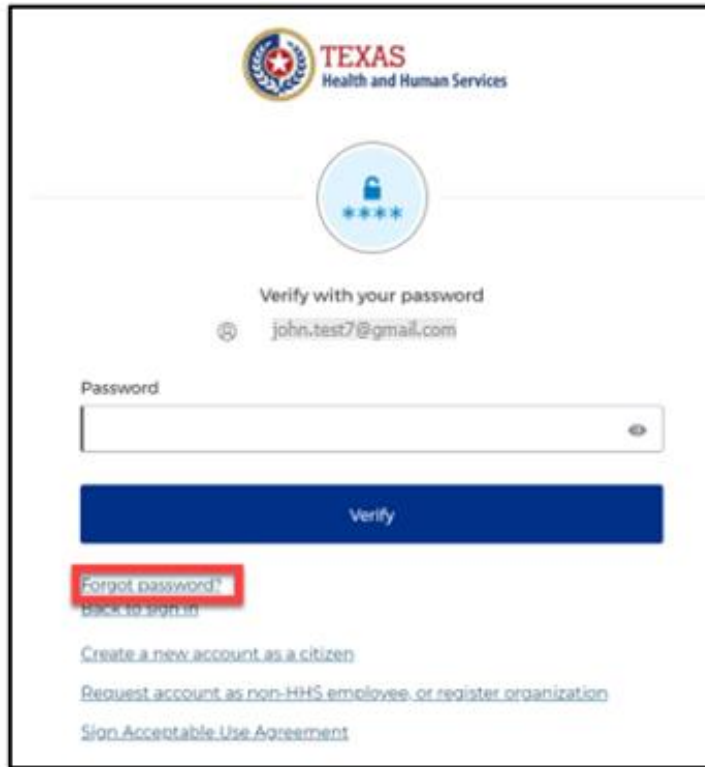 TEXAS
Health and Human Services
****
Verify with your password
john.test7@gmail.com
Password
Verify
Forgot password?
Back to sign in
Create a new account as a citizen
Request account as non-HHS employee, or register organization
Sign Acceptable Use Agreement